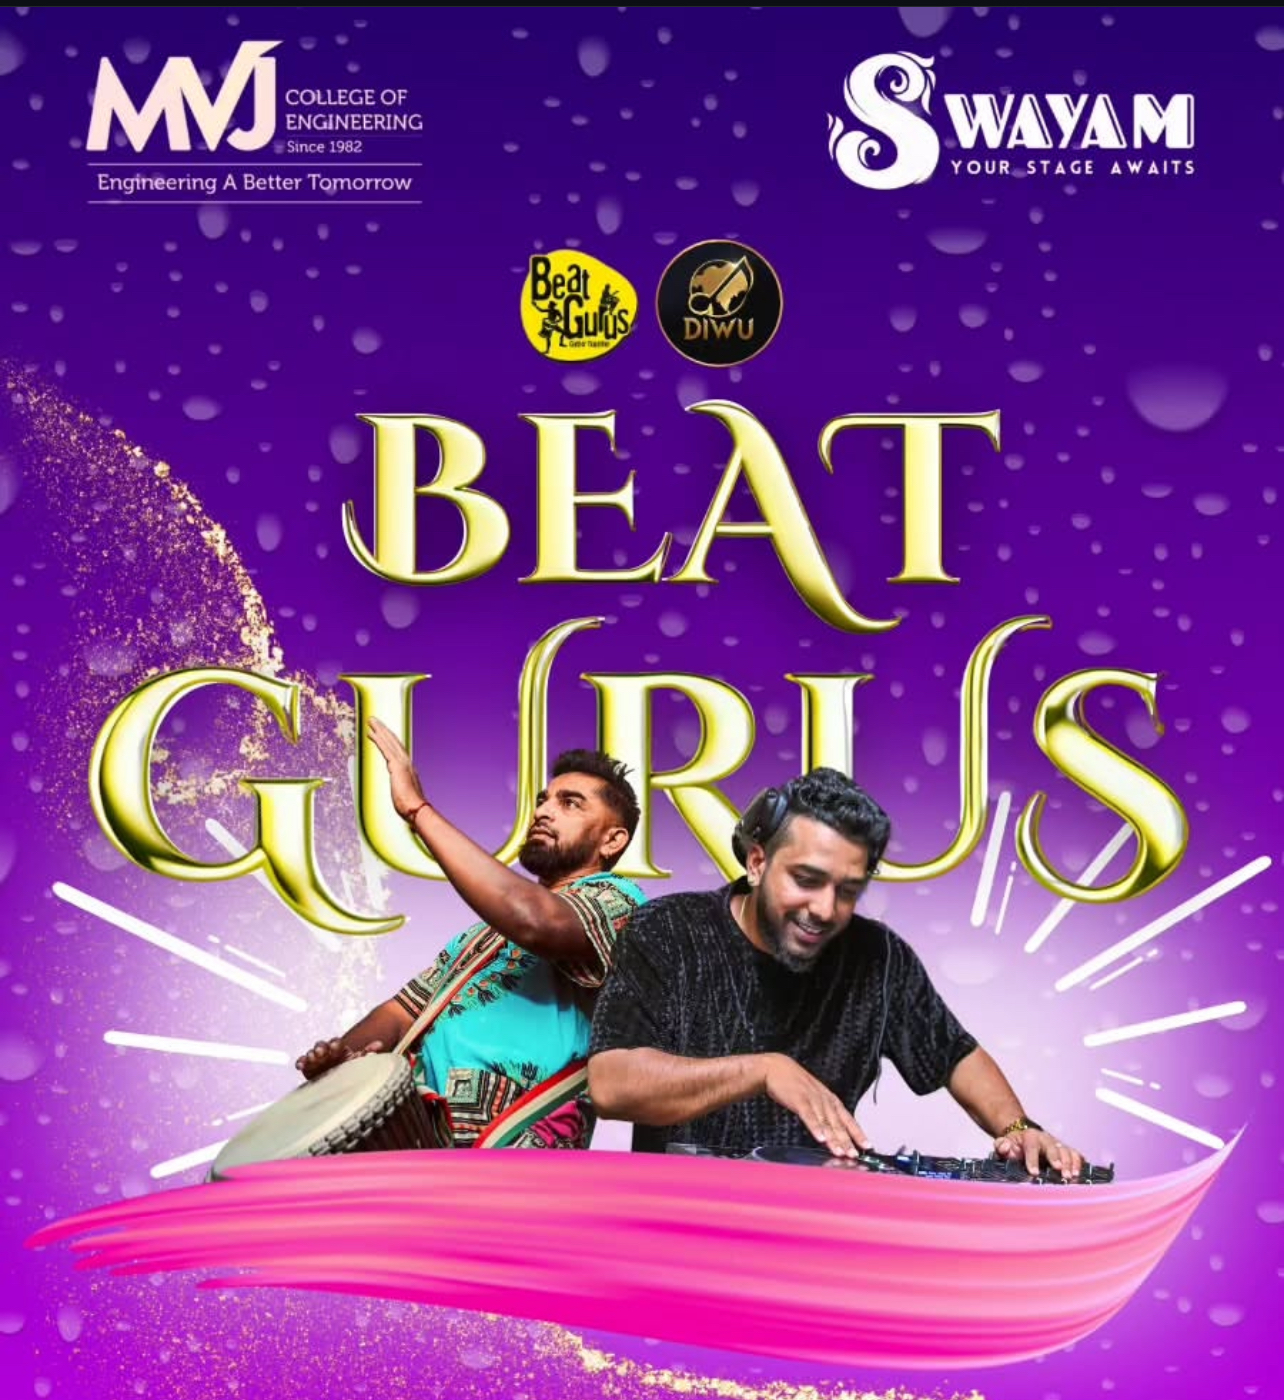 MVJ COLLEGE OF
ENGINEERING
Since 1982
Engineering A Better Tomorrow
SWAYAM
YOUR STAGE AWAITS
Beat
Gurus
DIWU
BEAT
GURUS